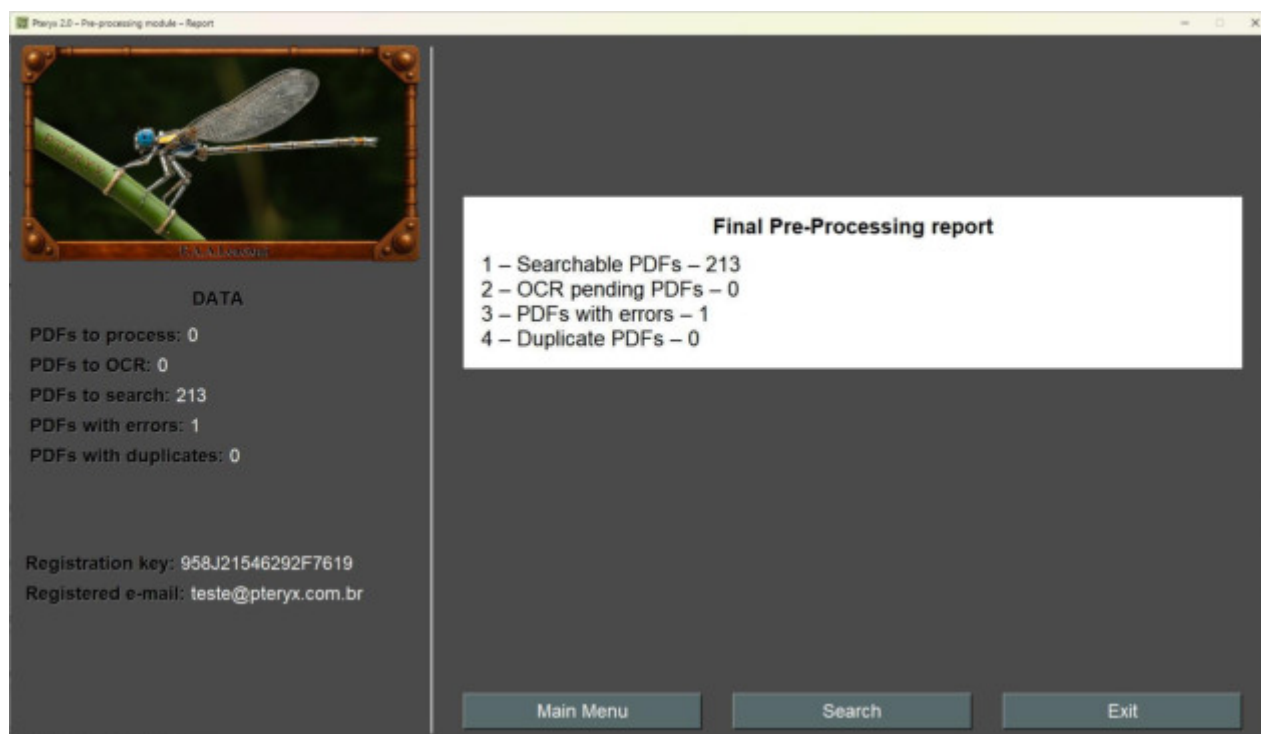 Pteryx 2.0 – Pre-processing module – Report
DATA
PDFs to process: 0
PDFs to OCR: 0
PDFs to search: 213
PDFs with errors: 1
PDFs with duplicates: 0
Registration key: 958J21546292F7619
Registered e-mail: teste@pteryx.com.br
Final Pre-Processing report
1 – Searchable PDFs – 213
2 – OCR pending PDFs – 0
3 – PDFs with errors – 1
4 – Duplicate PDFs – 0
Main Menu
Search
Exit